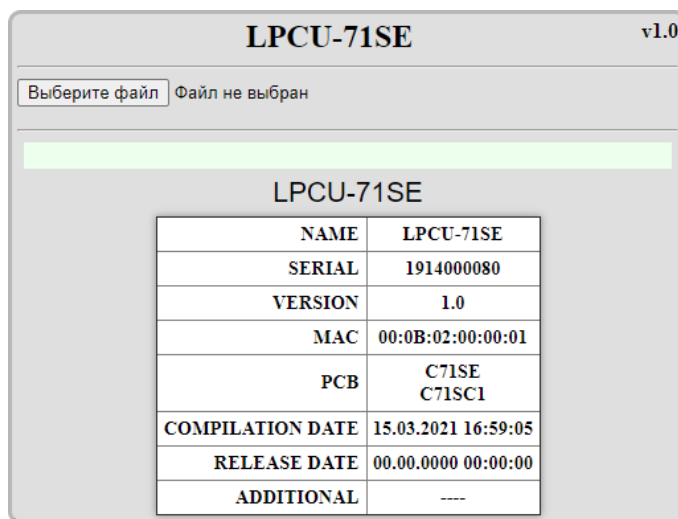 LPCU-71SE
v1.0
Выберите файл Файл не выбран
LPCU-71SE
NAME LPCU-71SE
SERIAL 1914000080
VERSION 1.0
MAC 00:0B:02:00:00:01
PCB C71SE
C71SC1
COMPILATION DATE 15.03.2021 16:59:05
RELEASE DATE 00.00.0000 00:00:00
ADDITIONAL ----